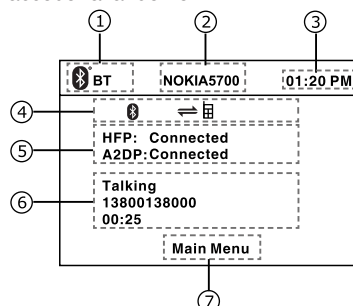 ① ② ③
BT NOKIA5700 01:20 PM
④
⑤ HFP: Connected
A2DP:Connected
Talking
⑥ 13800138000
00:25
Main Menu
⑦